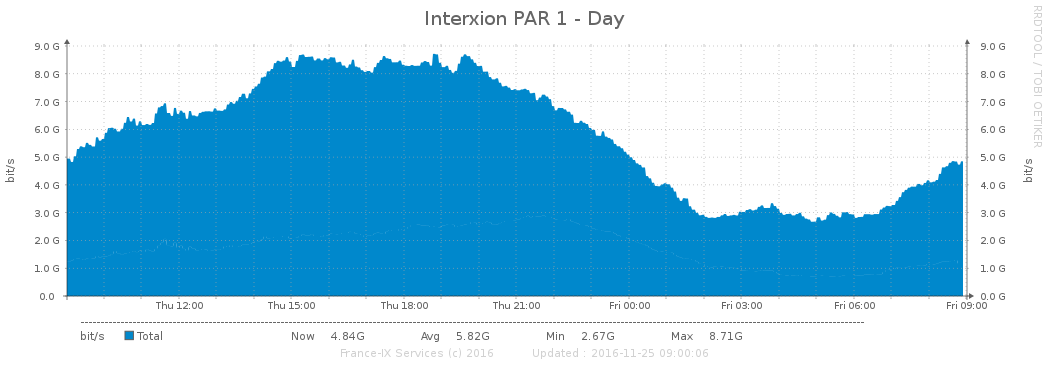 Interxion PAR 1 - Day
RRDTOOL / TOBI OETIKER
bit/s
9.0 G
8.0 G
7.0 G
6.0 G
5.0 G
4.0 G
3.0 G
2.0 G
1.0 G
0.0
9.0 G
8.0 G
7.0 G
6.0 G
5.0 G
4.0 G
3.0 G
2.0 G
1.0 G
0.0 G
bit/s
Thu 12:00 Thu 15:00 Thu 18:00 Thu 21:00 Fri 00:00 Fri 03:00 Fri 06:00 Fri 09:00
bit/s Total Now 4.84G Avg 5.82G Min 2.67G Max 8.71G
France-IX Services (c) 2016 Updated : 2016-11-25 09:00:06